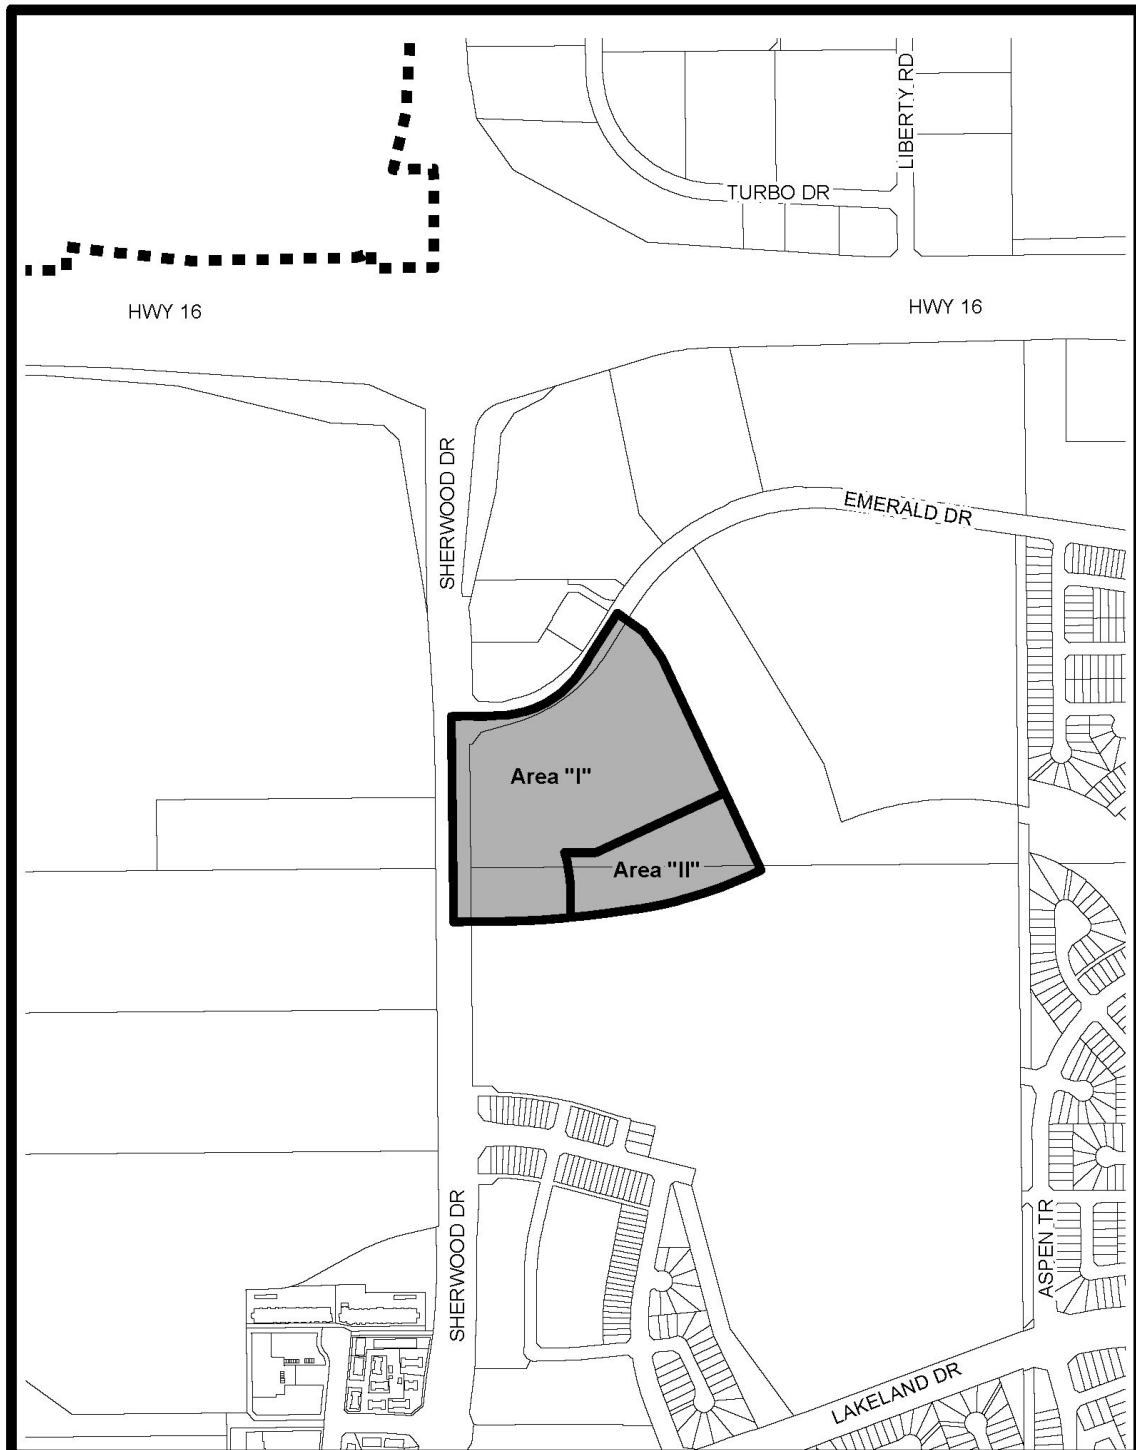 LIBERTY RD
TURBO DR
HWY 16
HWY 16
SHERWOOD DR
EMERALD DR
Area "I"
Area "II"
SHERWOOD DR
ASPEN TR
LAKELAND DR